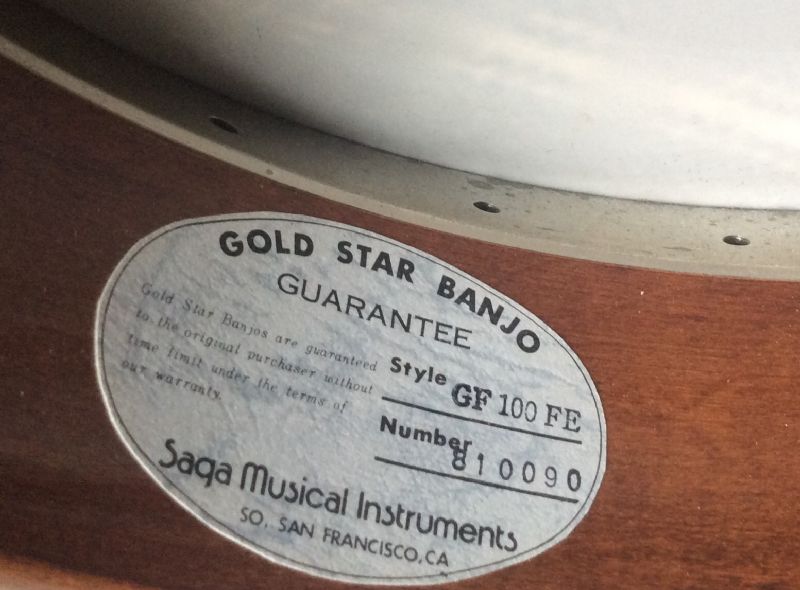 GOLD STAR BANJO
GUARANTEE
Gold Star Banjos are guaranteed
to the original purchaser without
time limit under the terms of
our warranty.
Style GF 100 FE
Number 810090
Saga Musical Instruments
SO. SAN FRANCISCO, CA